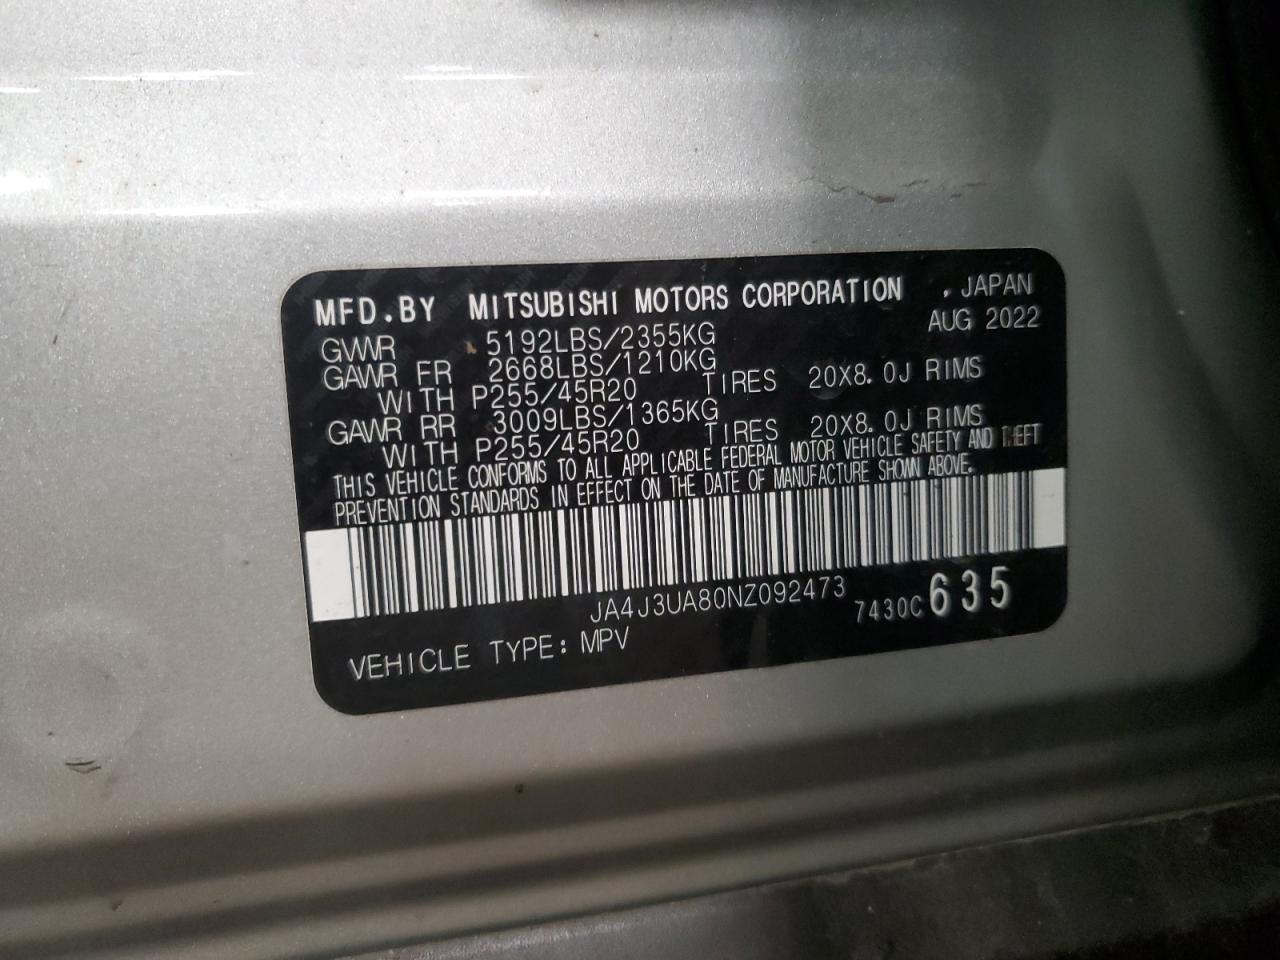 MFD.BY MITSUBISHI MOTORS CORPORATION . JAPAN
AUG 2022
GVWR 5192LBS/2355KG
GAWR FR 2668LBS/1210KG
WITH P255/45R20 TIRES 20X8.0J RIMS
GAWR RR 3009LBS/1365KG
WITH P255/45R20 TIRES 20X8.0J RIMS
THIS VEHICLE CONFORMS TO ALL APPLICABLE FEDERAL MOTOR VEHICLE SAFETY AND THEFT
PREVENTION STANDARDS IN EFFECT ON THE DATE OF MANUFACTURE SHOWN ABOVE.
JA4J3UA80NZ092473 7430C 635
VEHICLE TYPE: MPV